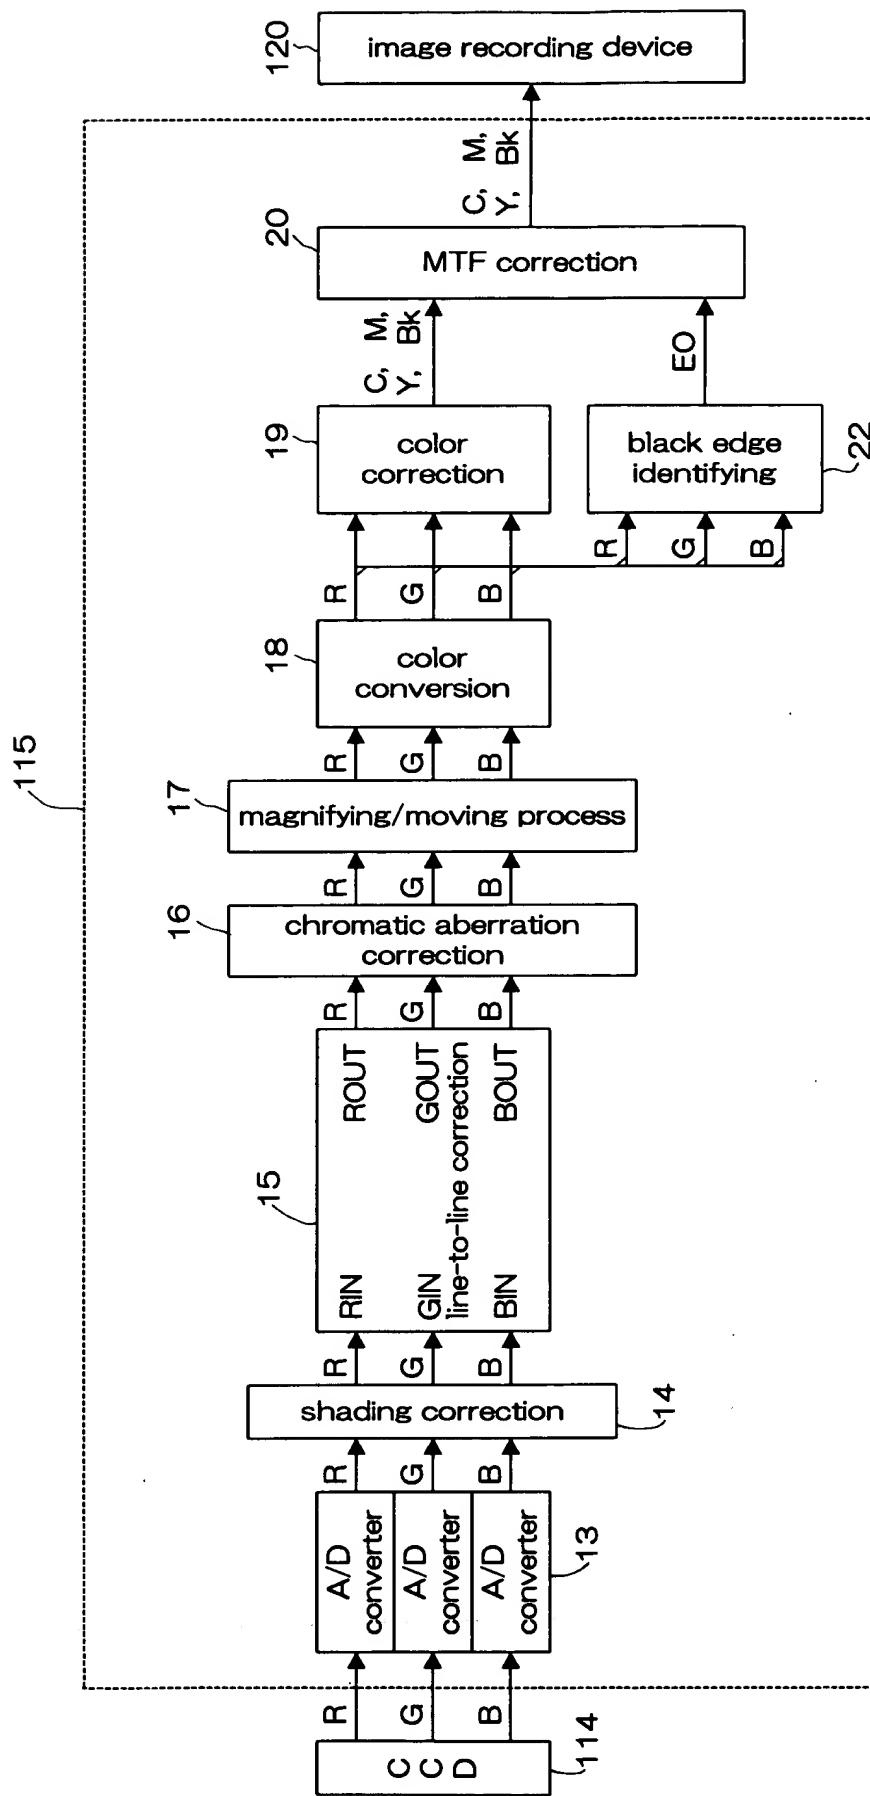 115
114
C
C
D
R
G
B
A/D
converter
A/D
converter
A/D
converter
13
R
G
B
shading correction
14
R
G
B
15
RIN
GIN
BIN
line-to-line correction
ROUT
GOUT
BOUT
R
G
B
16
chromatic aberration
correction
R
G
B
17
magnifying/moving process
R
G
B
18
color
conversion
R
G
B
19
color
correction
R
G
B
black edge
identifying
22
C, M,
Y, Bk
EO
20
MTF correction
C, M,
Y, Bk
120
image recording device